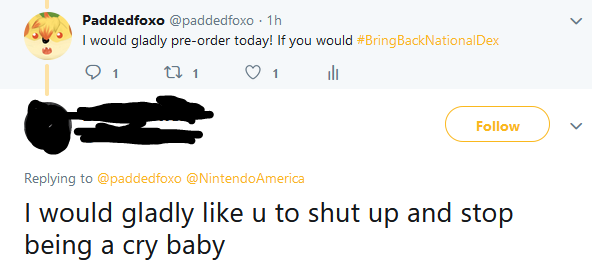 Paddedfoxo @paddedfoxo · 1h
I would gladly pre-order today! If you would #BringBackNationalDex
1 1 1
Follow
Replying to @paddedfoxo @NintendoAmerica
I would gladly like u to shut up and stop
being a cry baby